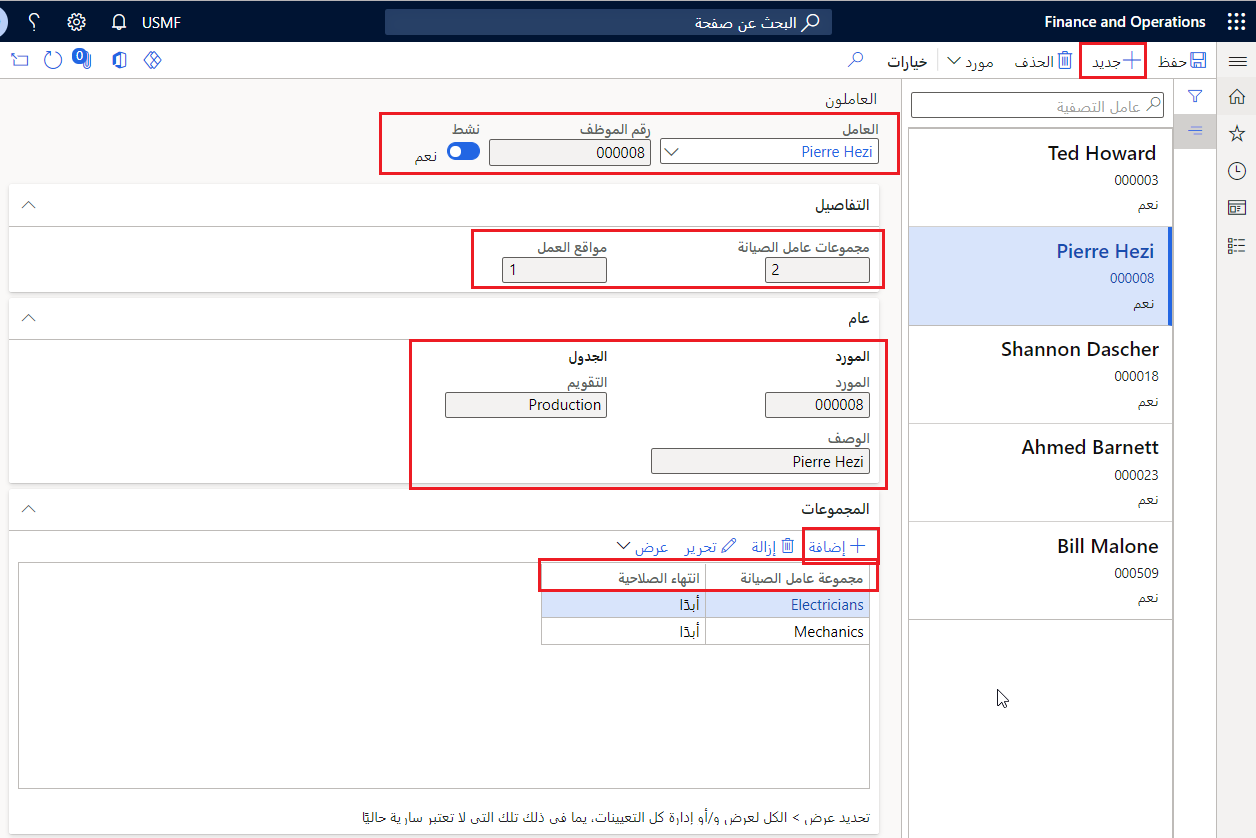 Finance and Operations
البحث عن صفحة
USMF
حفظ
جديد
الحذف
مورد
خيارات
0
عامل التصفية
Ted Howard
000003
نعم
Pierre Hezi
000008
نعم
Shannon Dascher
000018
نعم
Ahmed Barnett
000023
نعم
Bill Malone
000509
نعم
العاملون
العامل رقم الموظف نشط
Pierre Hezi 000008 نعم
التفاصيل
مجموعات عامل الصيانة مواقع العمل
2 1
عام
المورد الجدول
المورد التقويم
000008 Production
الوصف
Pierre Hezi
المجموعات
إضافة إزالة تحرير عرض
مجموعة عامل الصيانة انتهاء الصلاحية
Electricians أبدًا
Mechanics أبدًا
تحديد عرض > الكل لعرض و/أو إدارة كل التعيينات، بما في ذلك تلك التي لا تعتبر سارية حاليًا